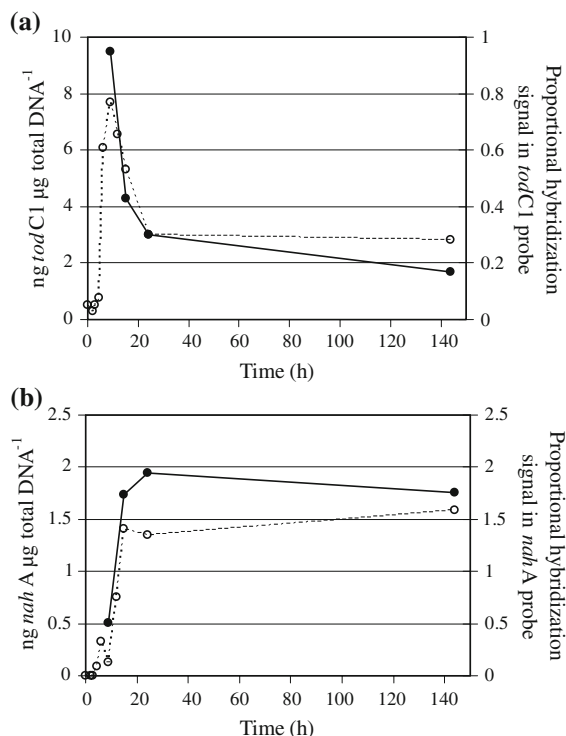 (a)
10
8
6
4
2
0
1
0.8
0.6
0.4
0.2
0
0 20 40 60 80 100 120 140
Time (h)
ng todC1 µg total DNA-1
Proportional hybridization
signal in todC1 probe
(b)
2.5
2
1.5
1
0.5
0
2.5
2
1.5
1
0.5
0
0 20 40 60 80 100 120 140
Time (h)
ng nah A µg total DNA-1
Proportional hybridization
signal in nah A probe